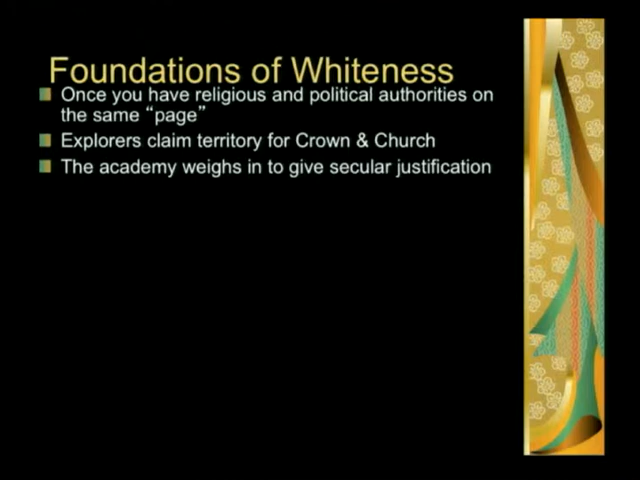 Foundations of Whiteness
Once you have religious and political authorities on
the same “page”
Explorers claim territory for Crown & Church
The academy weighs in to give secular justification